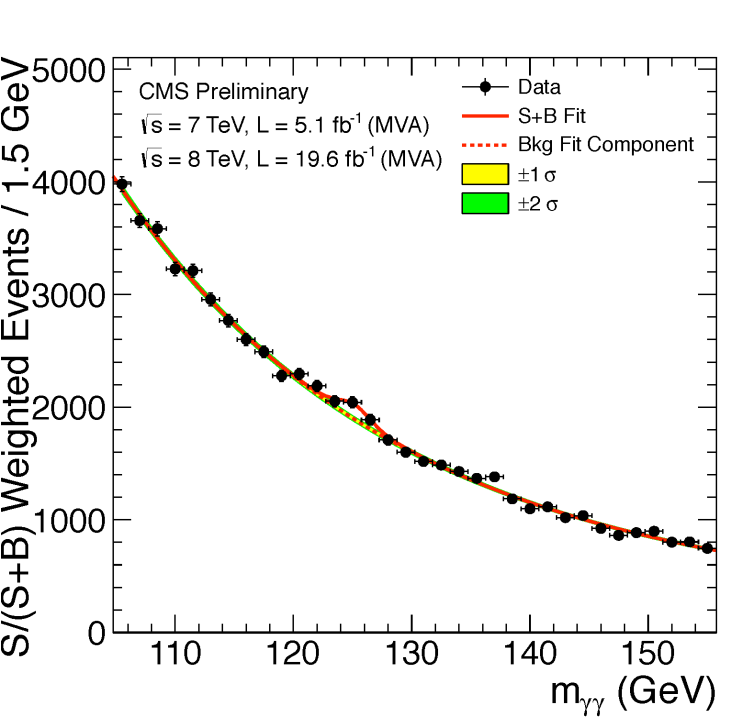 S/(S+B) Weighted Events / 1.5 GeV
5000
4000
3000
2000
1000
0
CMS Preliminary
√s = 7 TeV, L = 5.1 fb⁻¹ (MVA)
√s = 8 TeV, L = 19.6 fb⁻¹ (MVA)
Data
S+B Fit
Bkg Fit Component
±1 σ
±2 σ
110 120 130 140 150
mγγ (GeV)